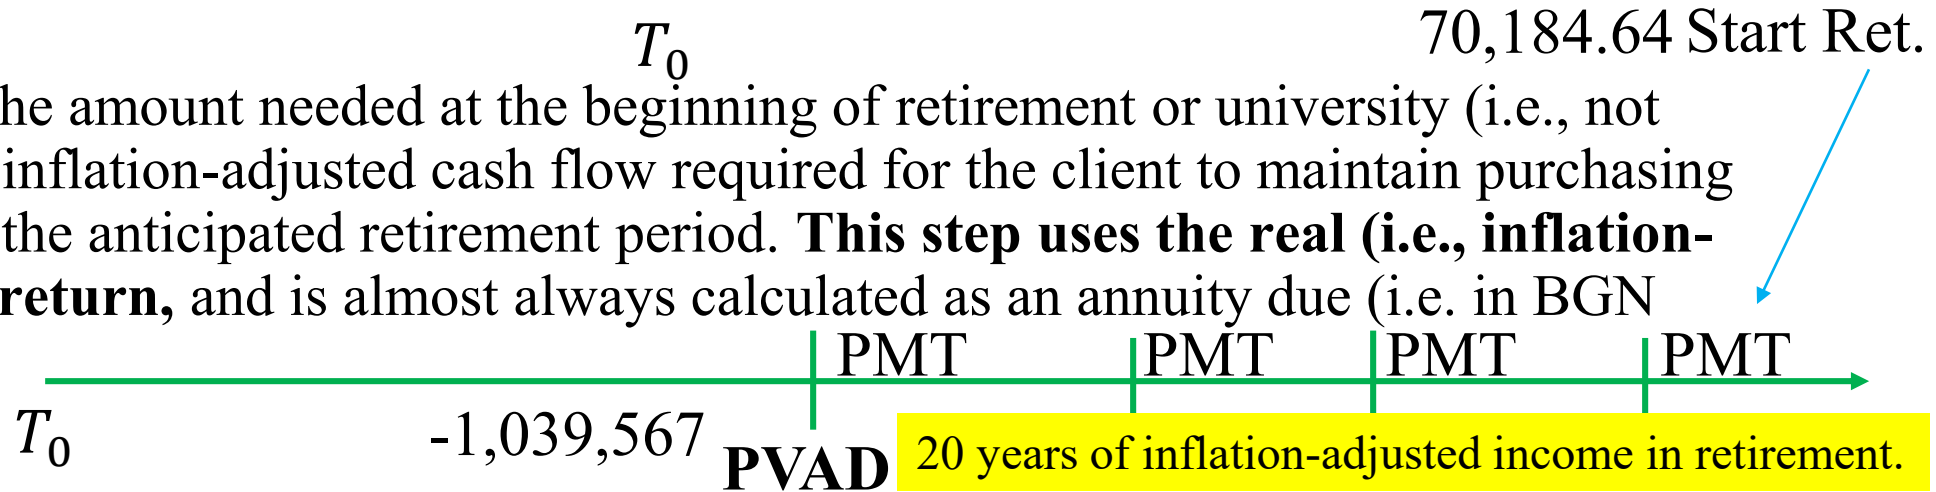 T0
70,184.64 Start Ret.
he amount needed at the beginning of retirement or university (i.e., not
inflation-adjusted cash flow required for the client to maintain purchasing
the anticipated retirement period. This step uses the real (i.e., inflation-
return, and is almost always calculated as an annuity due (i.e. in BGN
PMT PMT PMT PMT
T0
-1,039,567
PVAD
20 years of inflation-adjusted income in retirement.